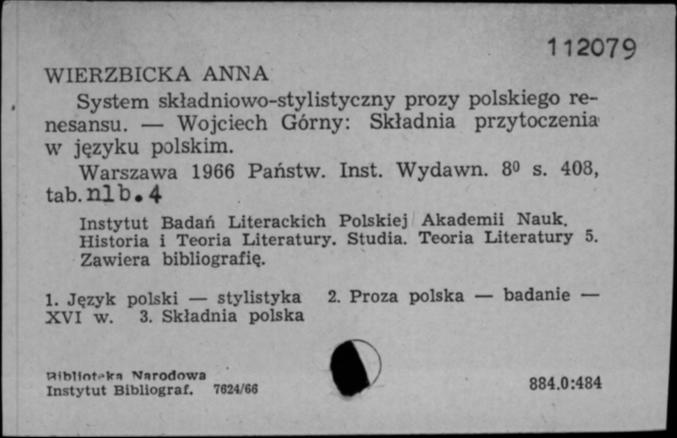 112079
WIERZBICKA ANNA
System składniowo-stylistyczny prozy polskiego re-
nesansu. — Wojciech Górny: Składnia przytoczenia
w języku polskim.
Warszawa 1966 Państw. Inst. Wydawn. 8⁰ s. 408,
tab. nlb. 4
Instytut Badań Literackich Polskiej Akademii Nauk.
Historia i Teoria Literatury. Studia. Teoria Literatury 5.
Zawiera bibliografię.
1. Język polski — stylistyka 2. Proza polska — badanie —
XVI w. 3. Składnia polska
Biblioteka Narodowa
Instytut Bibliograf. 7624/66
884.0:484